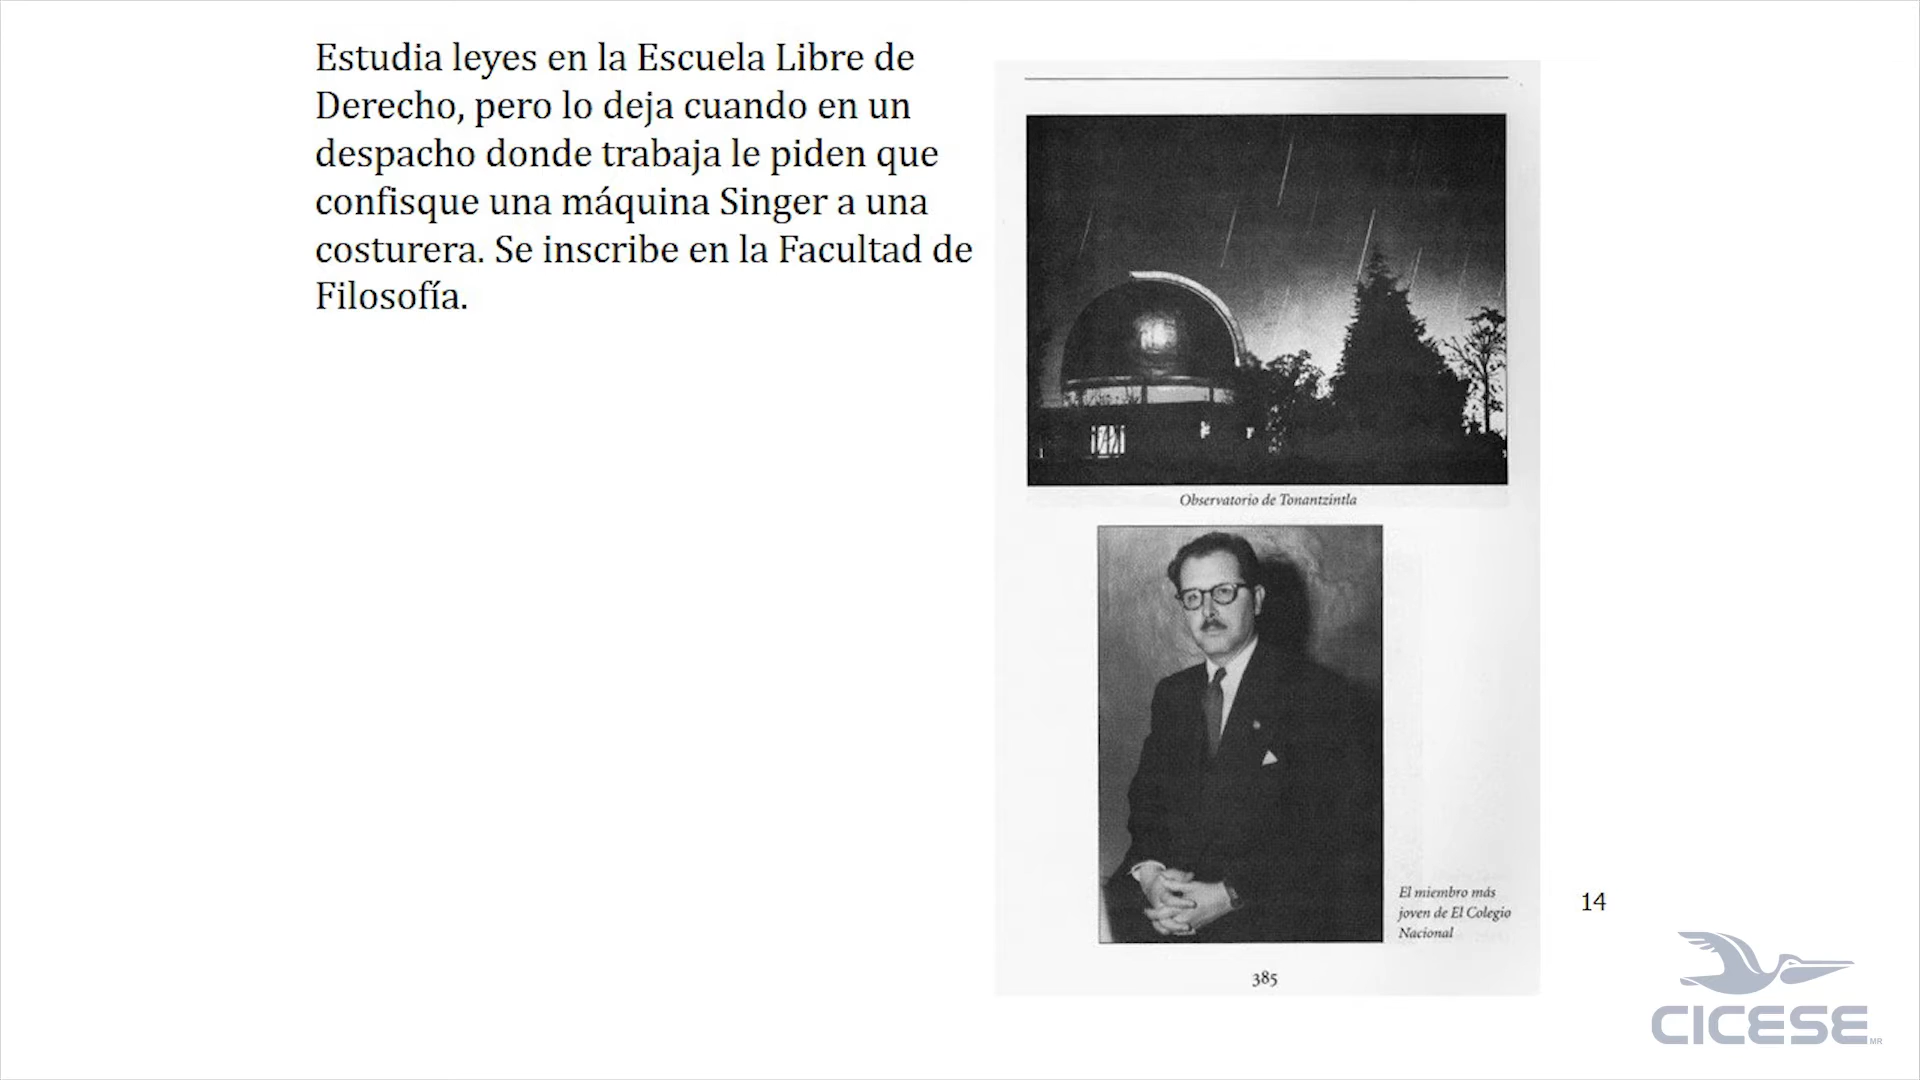 Estudia leyes en la Escuela Libre de
Derecho, pero lo deja cuando en un
despacho donde trabaja le piden que
confisque una máquina Singer a una
costurera. Se inscribe en la Facultad de
Filosofía.
Observatorio de Tonantzintla
El miembro más
joven de El Colegio
Nacional
385
14
CICESE
MR